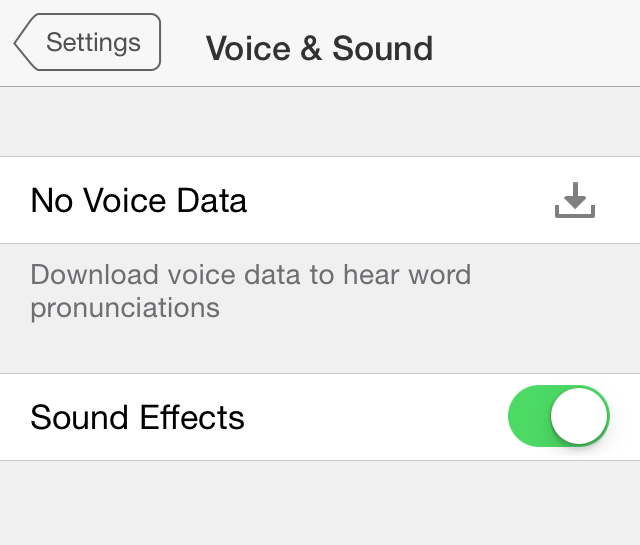 Settings
Voice & Sound
No Voice Data
Download voice data to hear word
pronunciations
Sound Effects